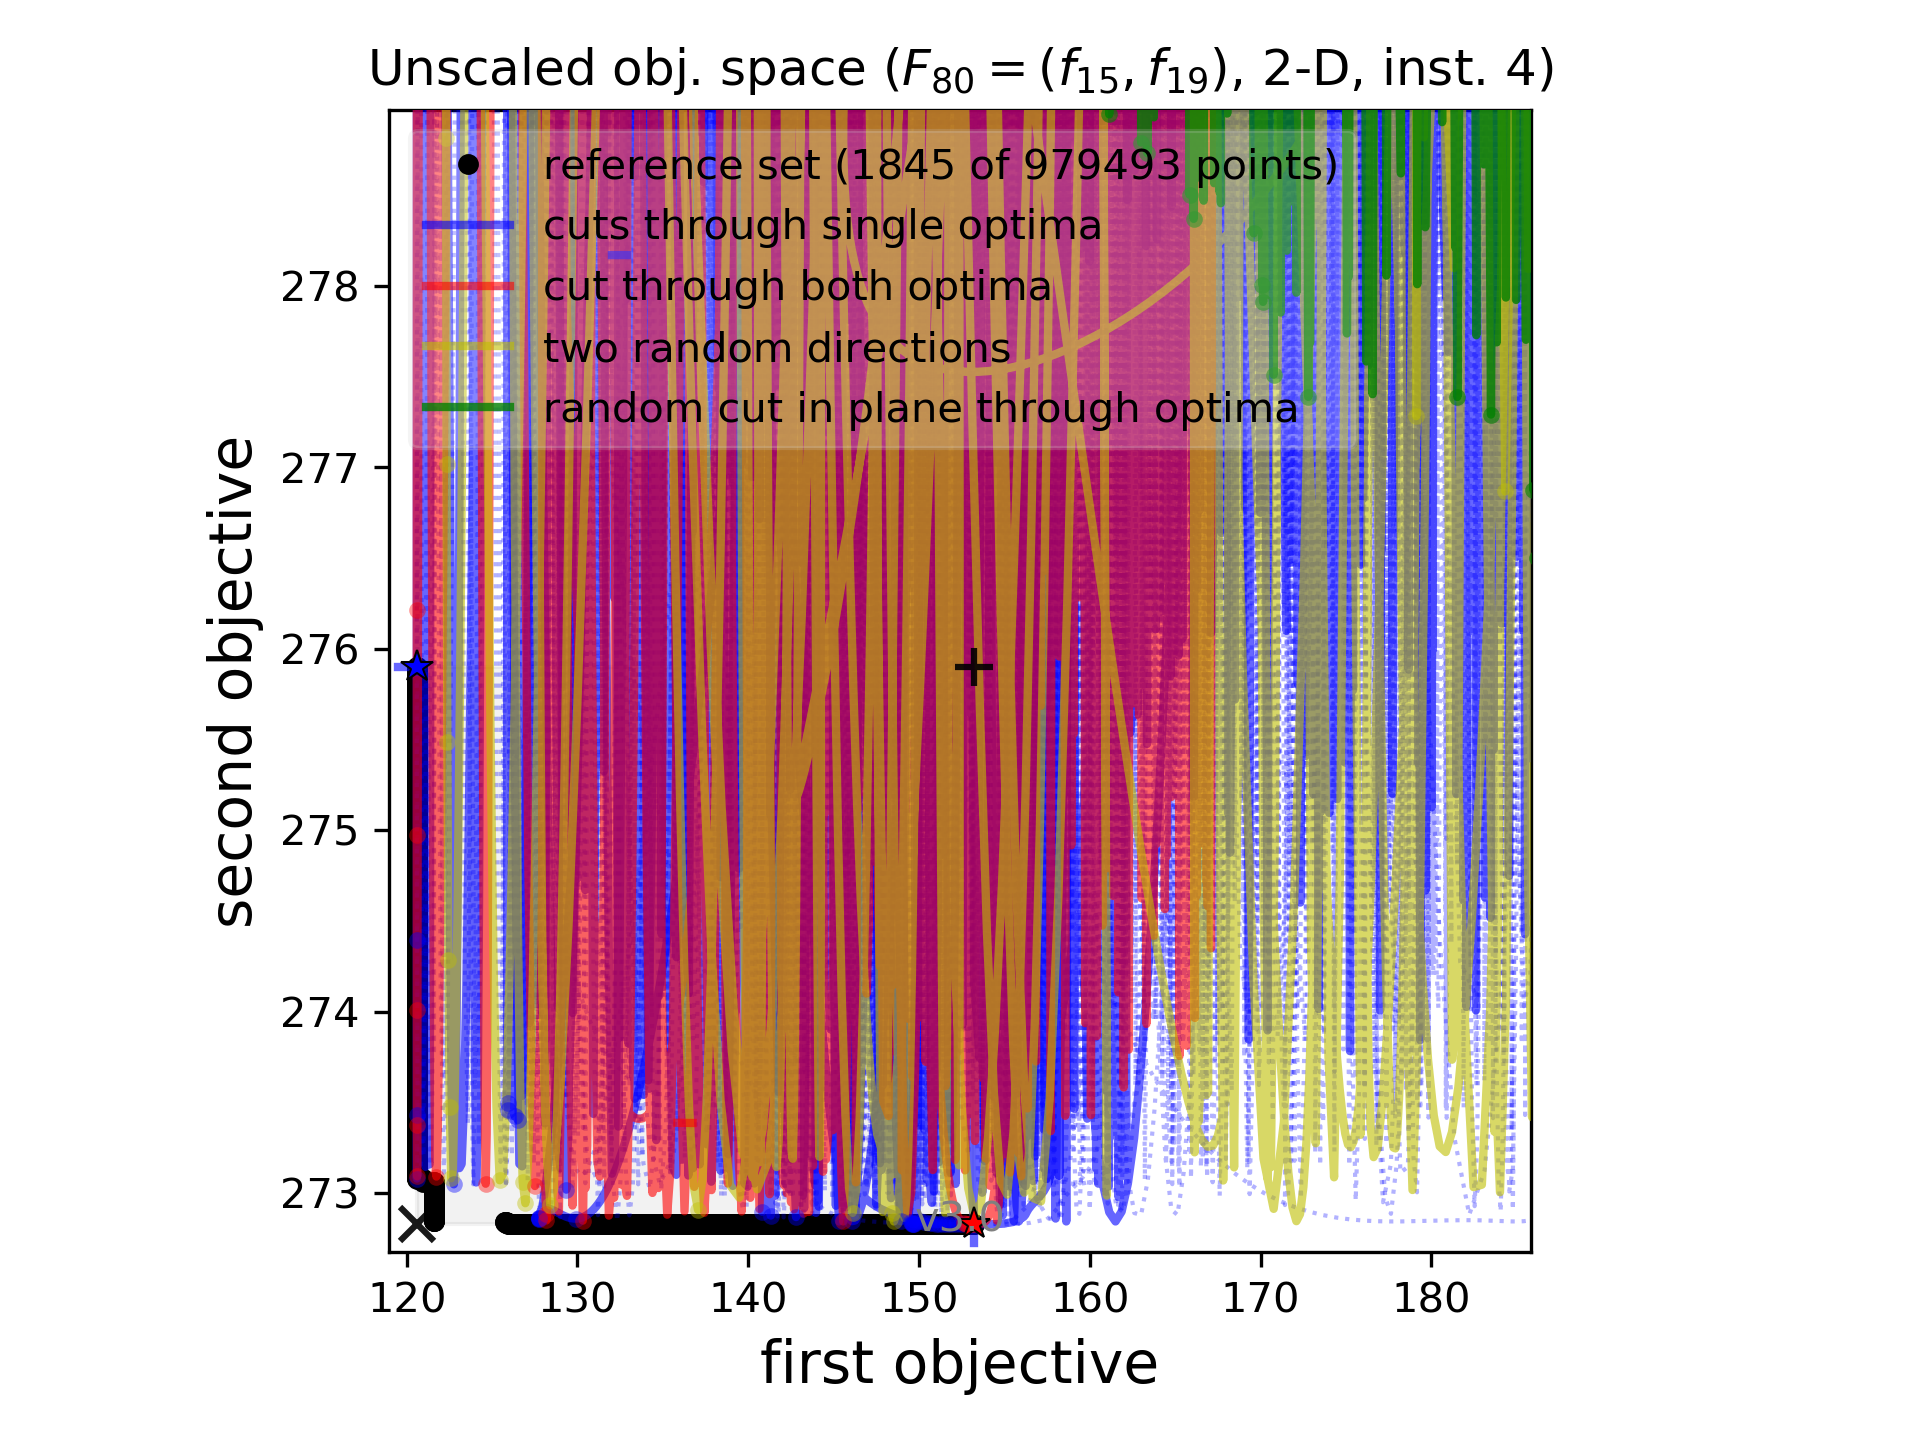 Unscaled obj. space (F80 = (f15, f19), 2-D, inst. 4)
reference set (1845 of 979493 points)
cuts through single optima
cut through both optima
two random directions
random cut in plane through optima
second objective
278
277
276
275
274
273
v3.0
120 130 140 150 160 170 180
first objective